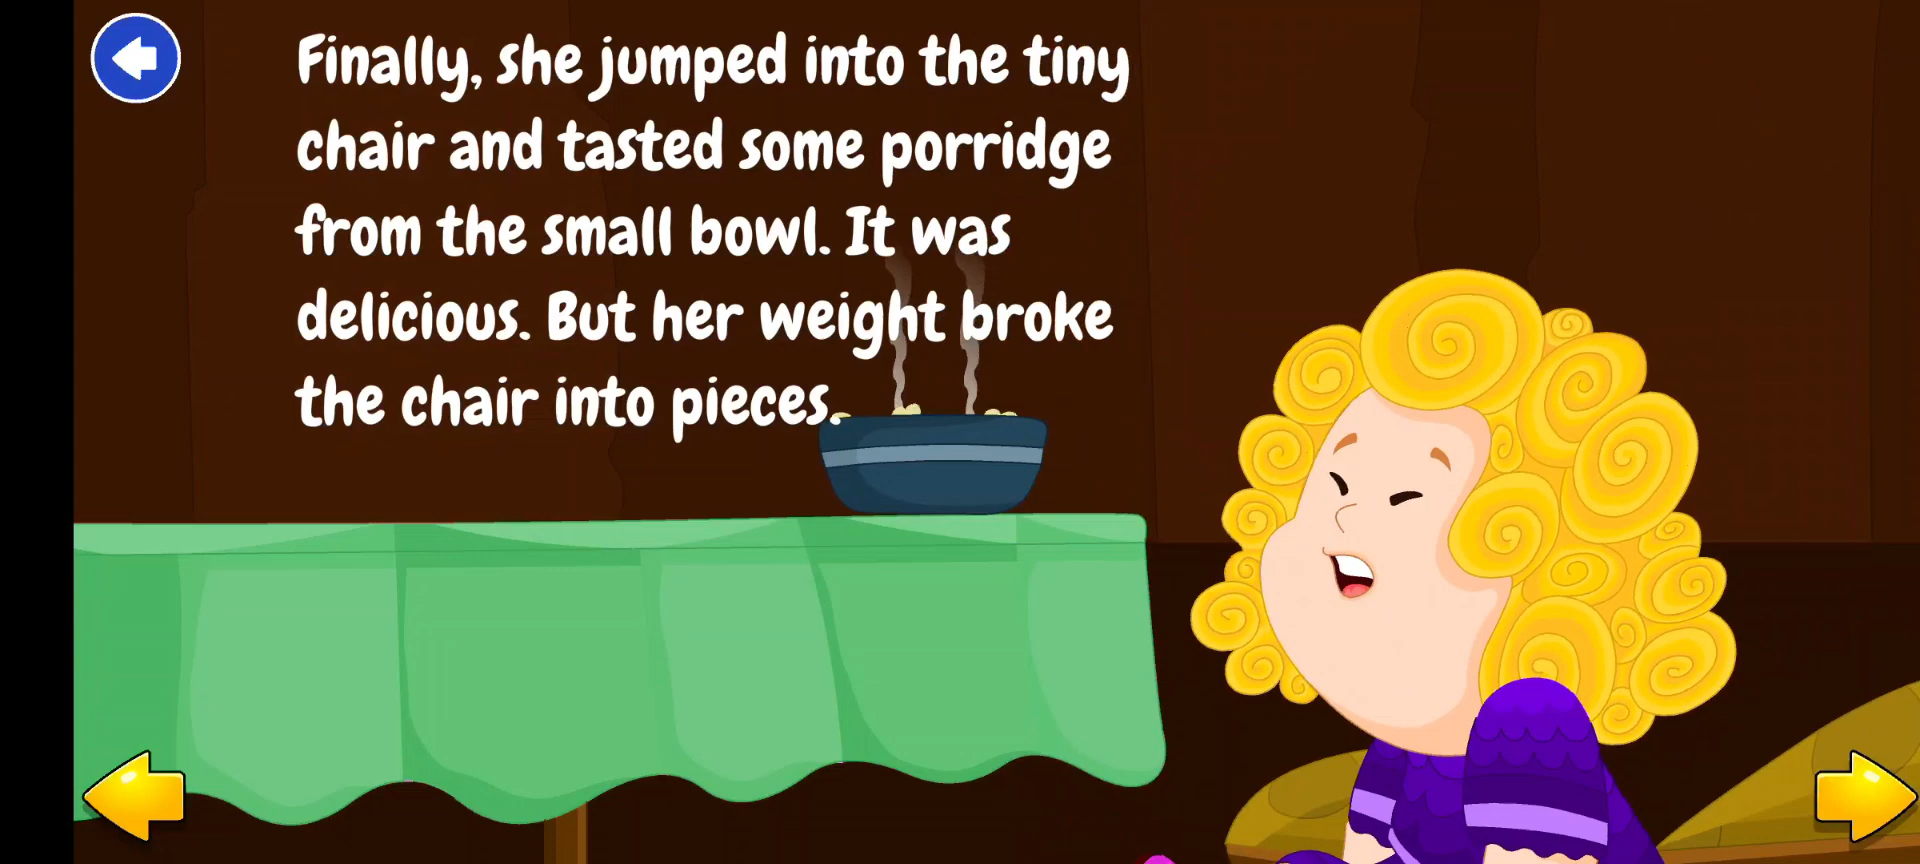 Finally, she jumped into the tiny
chair and tasted some porridge
from the small bowl. It was
delicious. But her weight broke
the chair into pieces.